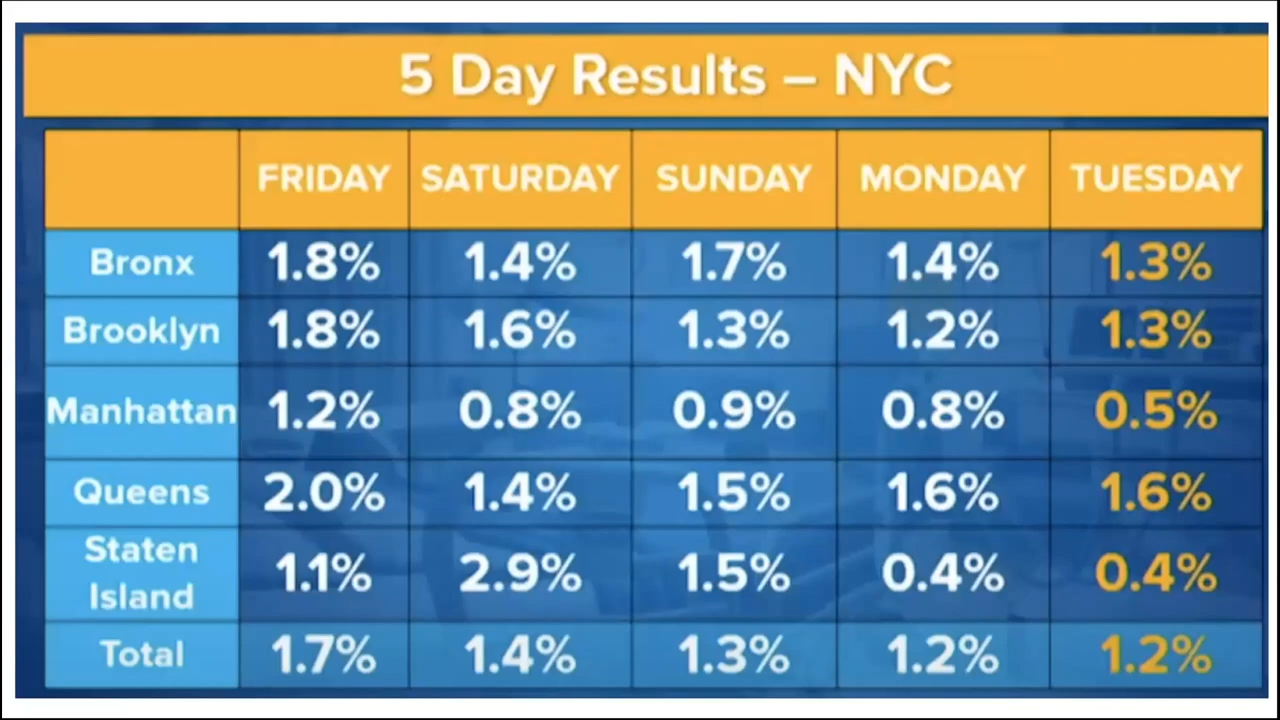 5 Day Results – NYC
FRIDAY SATURDAY SUNDAY MONDAY TUESDAY
Bronx 1.8% 1.4% 1.7% 1.4% 1.3%
Brooklyn 1.8% 1.6% 1.3% 1.2% 1.3%
Manhattan 1.2% 0.8% 0.9% 0.8% 0.5%
Queens 2.0% 1.4% 1.5% 1.6% 1.6%
Staten
Island 1.1% 2.9% 1.5% 0.4% 0.4%
Total 1.7% 1.4% 1.3% 1.2% 1.2%